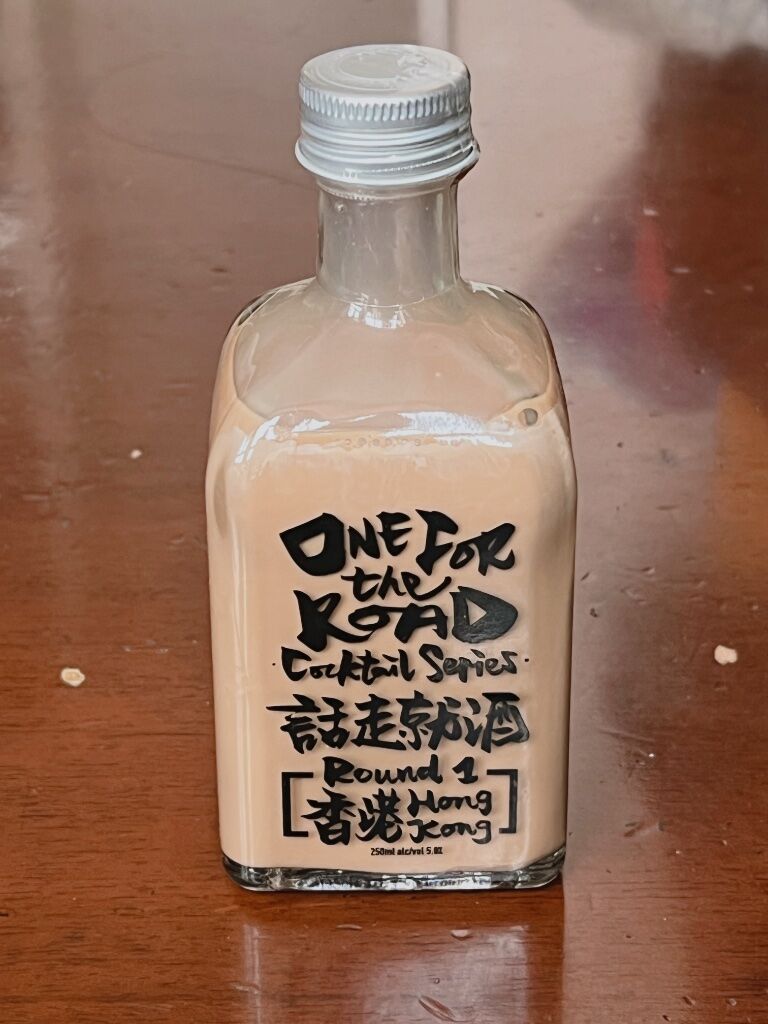 ONE FOR
the
ROAD
Cocktail Series
話走就酒
Round 1
[香港 Hong
Kong]
250ml alc/vol 5.0%